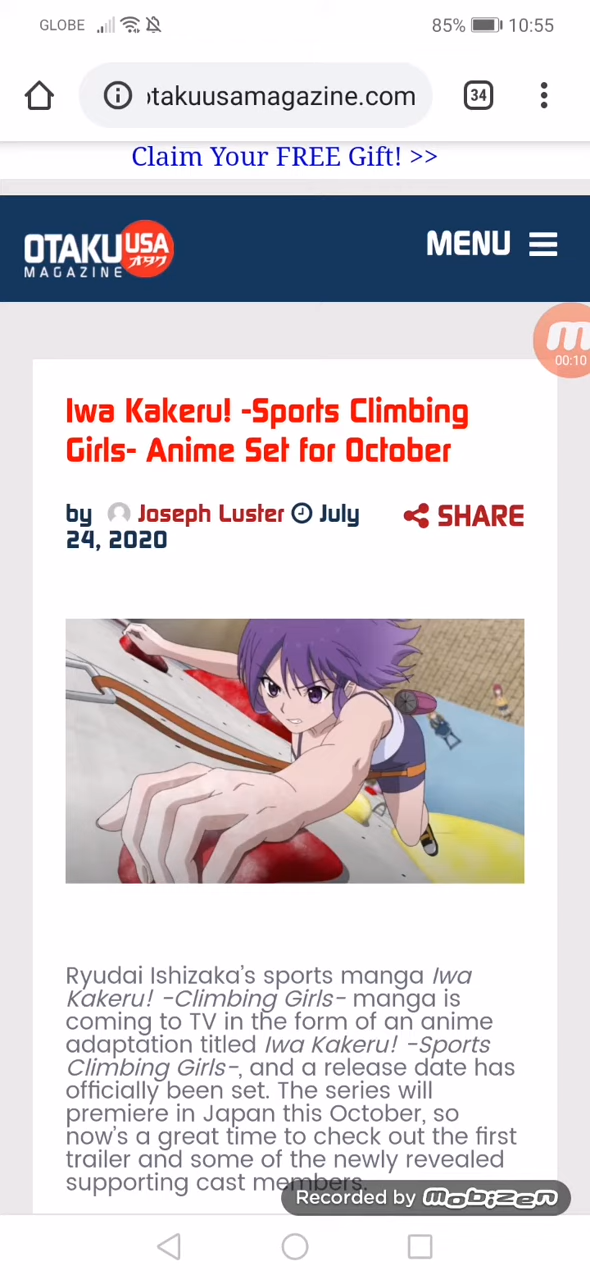 GLOBE 85% 10:55
otakuusamagazine.com 34
Claim Your FREE Gift! >>
OTAKU USA オタク
MAGAZINE
MENU
00:10
Iwa Kakeru! -Sports Climbing
Girls- Anime Set for October
by Joseph Luster July
24, 2020
SHARE
Ryudai Ishizaka's sports manga Iwa
Kakeru! -Climbing Girls- manga is
coming to TV in the form of an anime
adaptation titled Iwa Kakeru! -Sports
Climbing Girls-, and a release date has
officially been set. The series will
premiere in Japan this October, so
now's a great time to check out the first
trailer and some of the newly revealed
supporting cast members.
Recorded by Mobizen